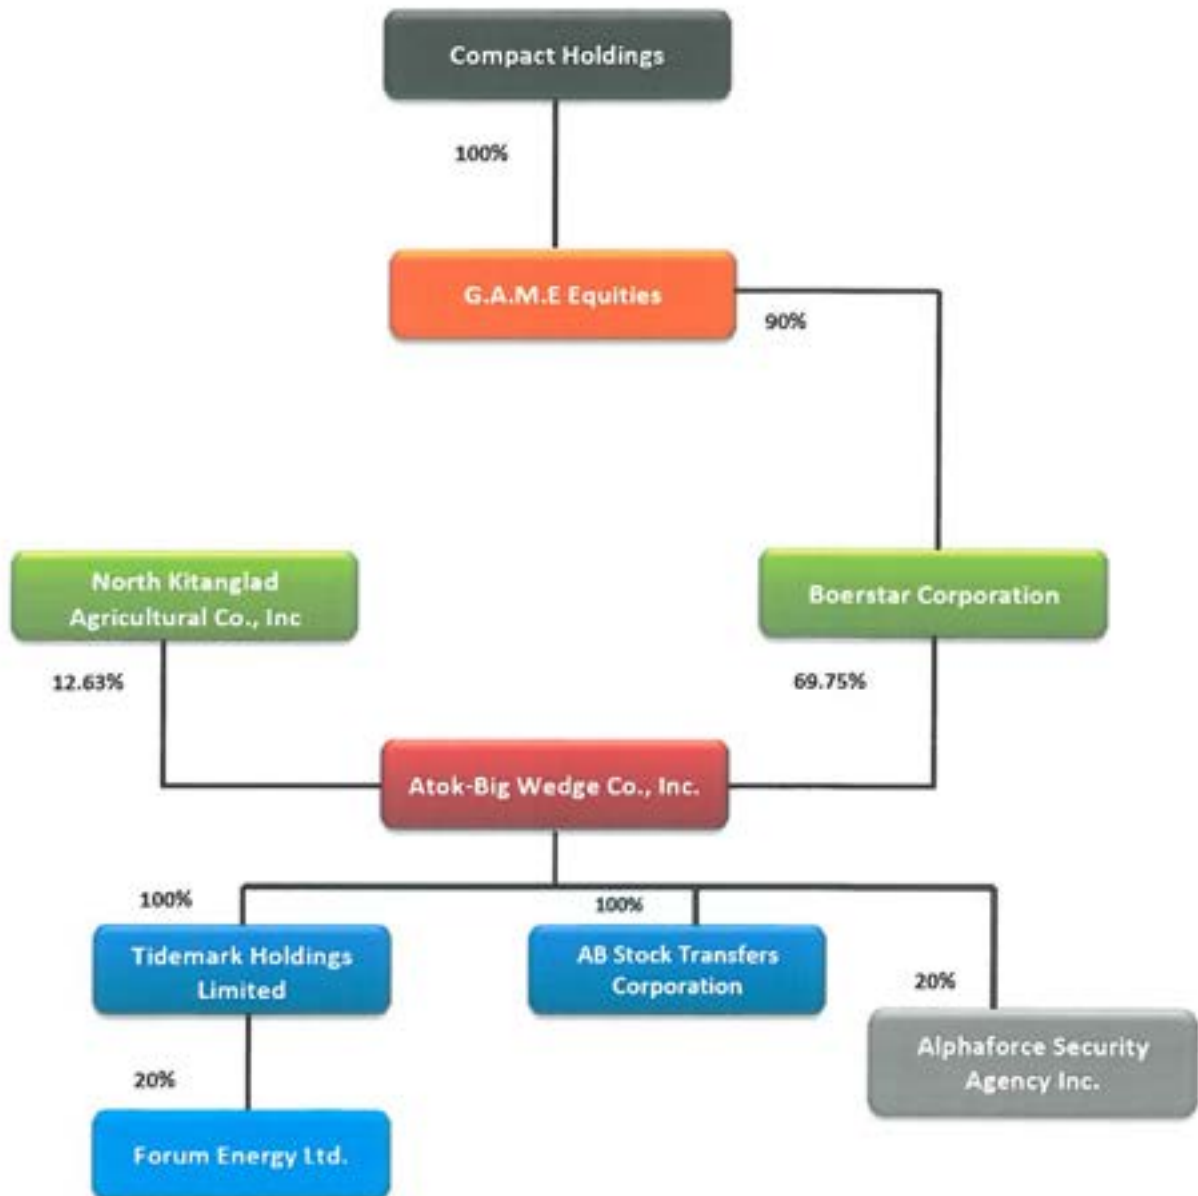 Compact Holdings
100%
G.A.M.E Equities
90%
North Kitanglad
Agricultural Co., Inc
Boerstar Corporation
12.63%
69.75%
Atok-Big Wedge Co., Inc.
100%
100%
Tidemark Holdings
Limited
AB Stock Transfers
Corporation
20%
Alphaforce Security
Agency Inc.
20%
Forum Energy Ltd.